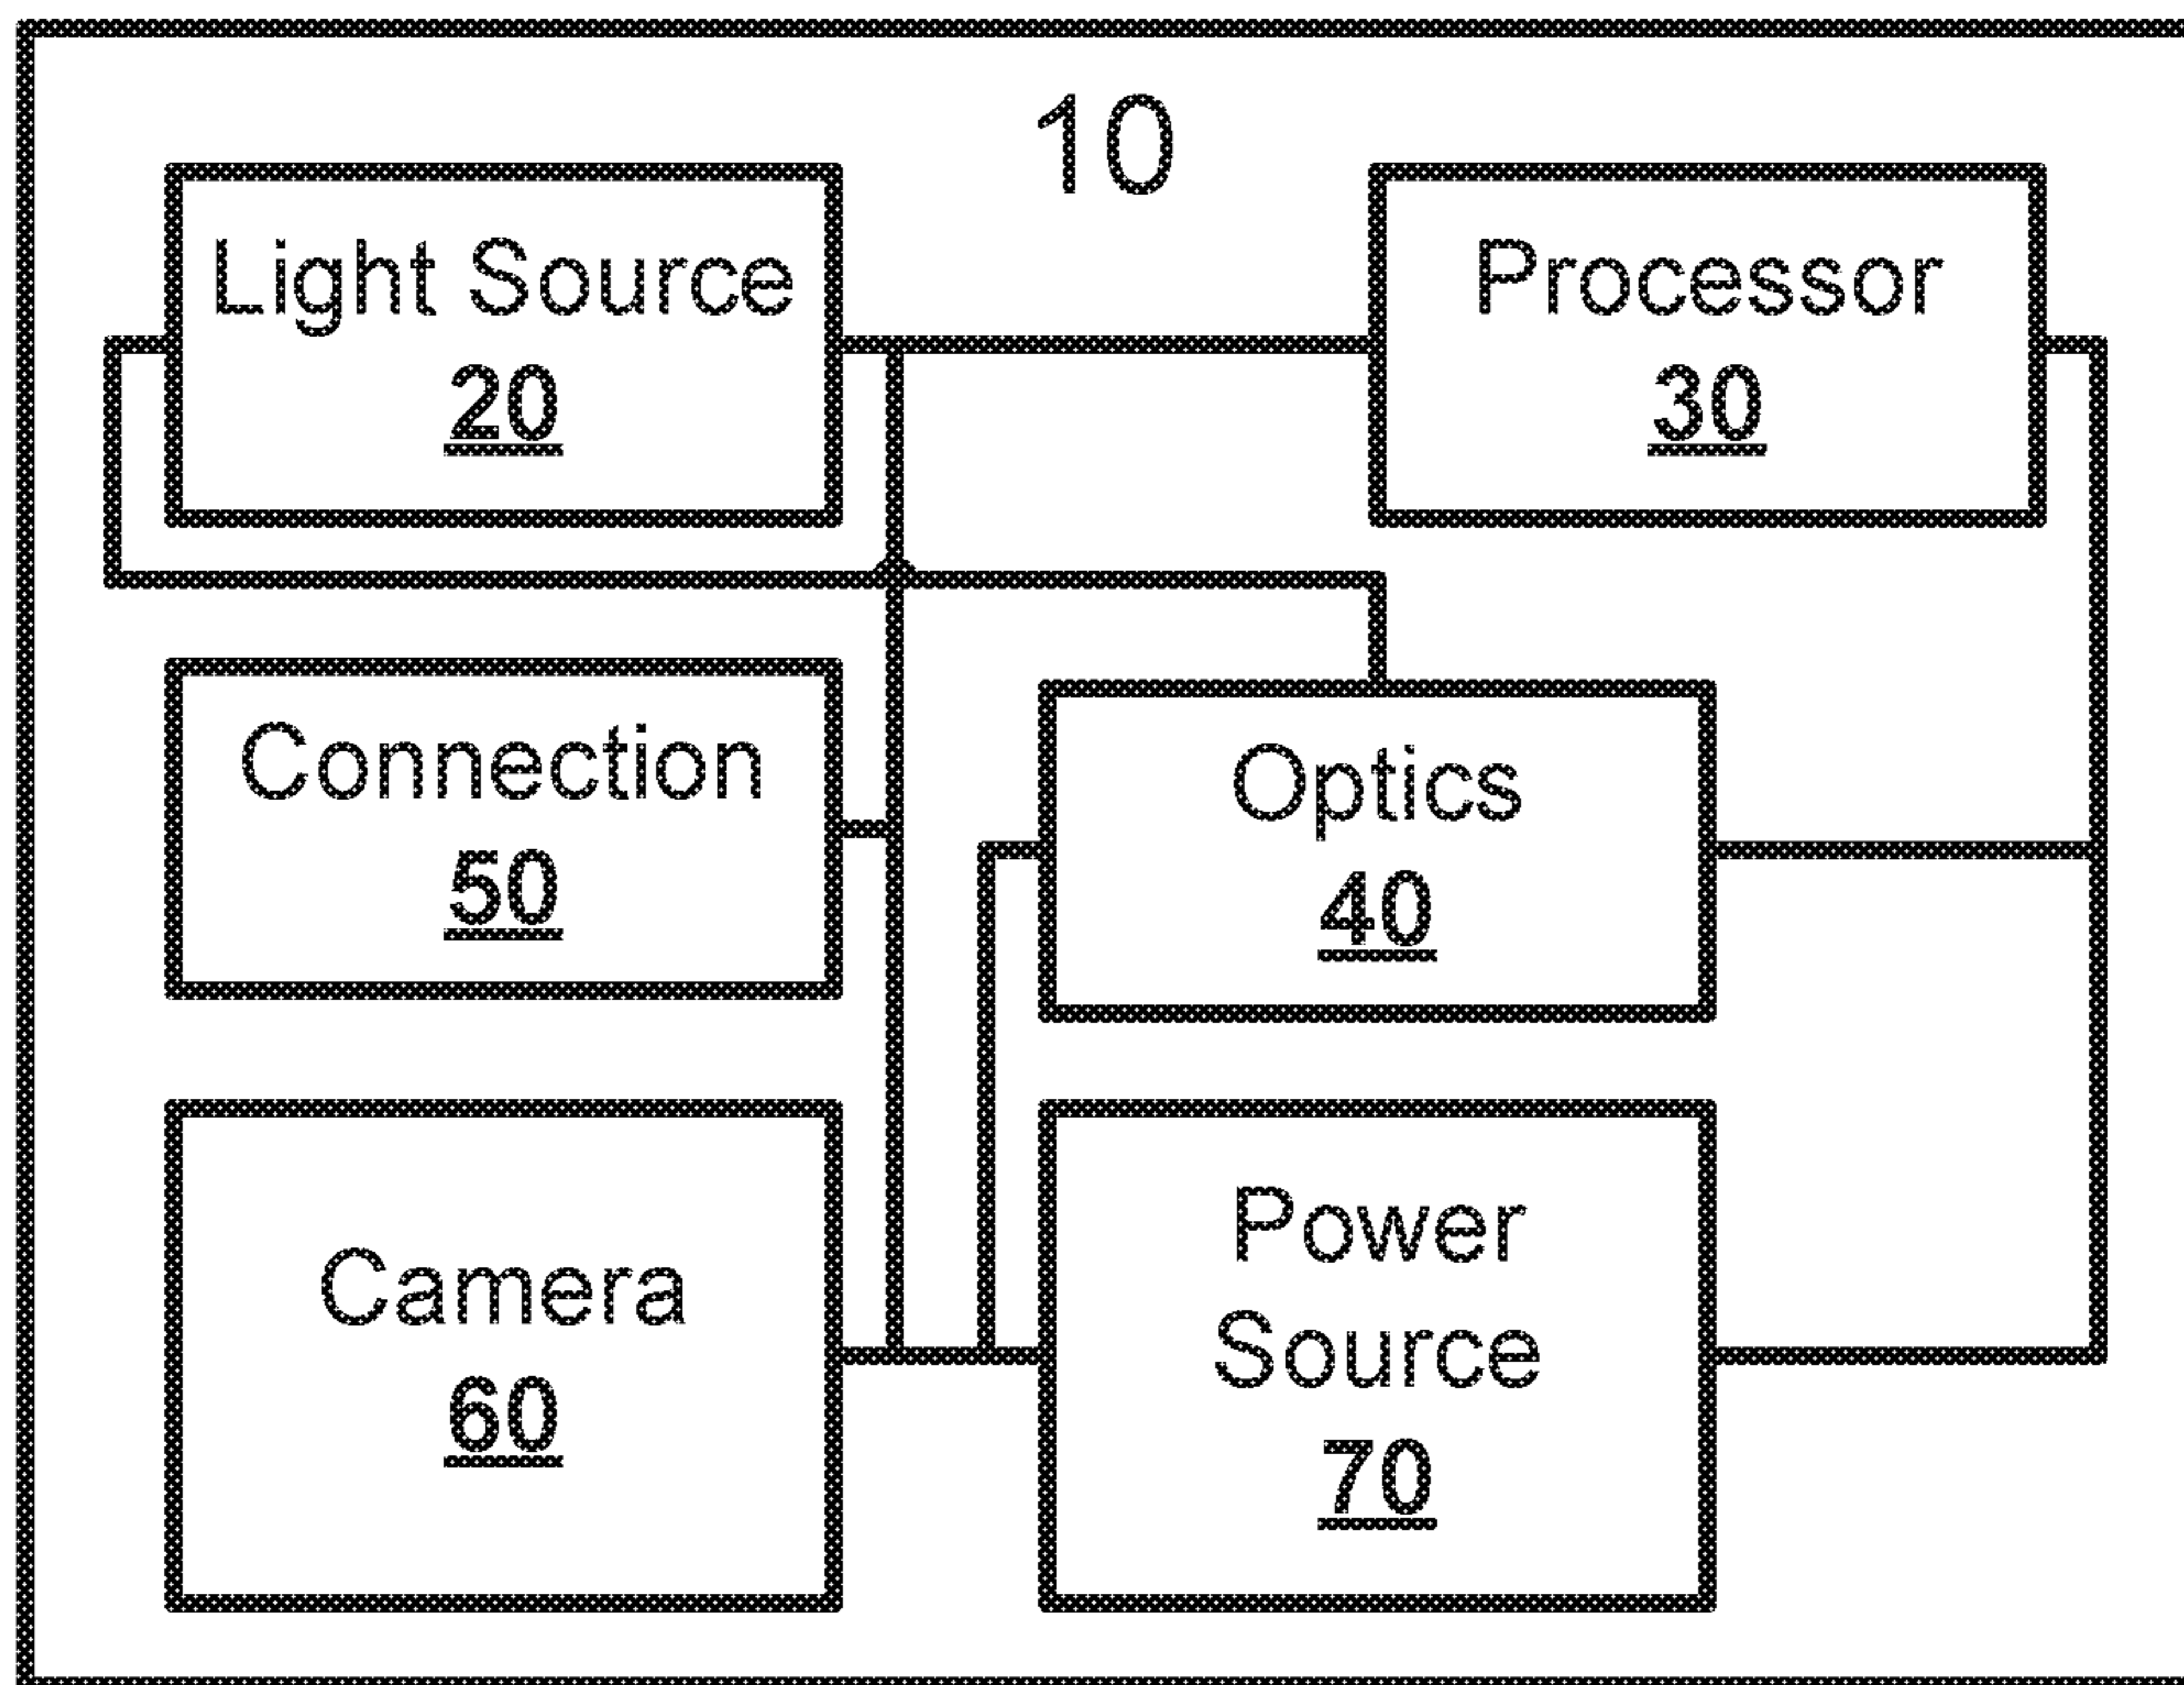 10
Light Source
20
Processor
30
Connection
50
Optics
40
Camera
60
Power
Source
70